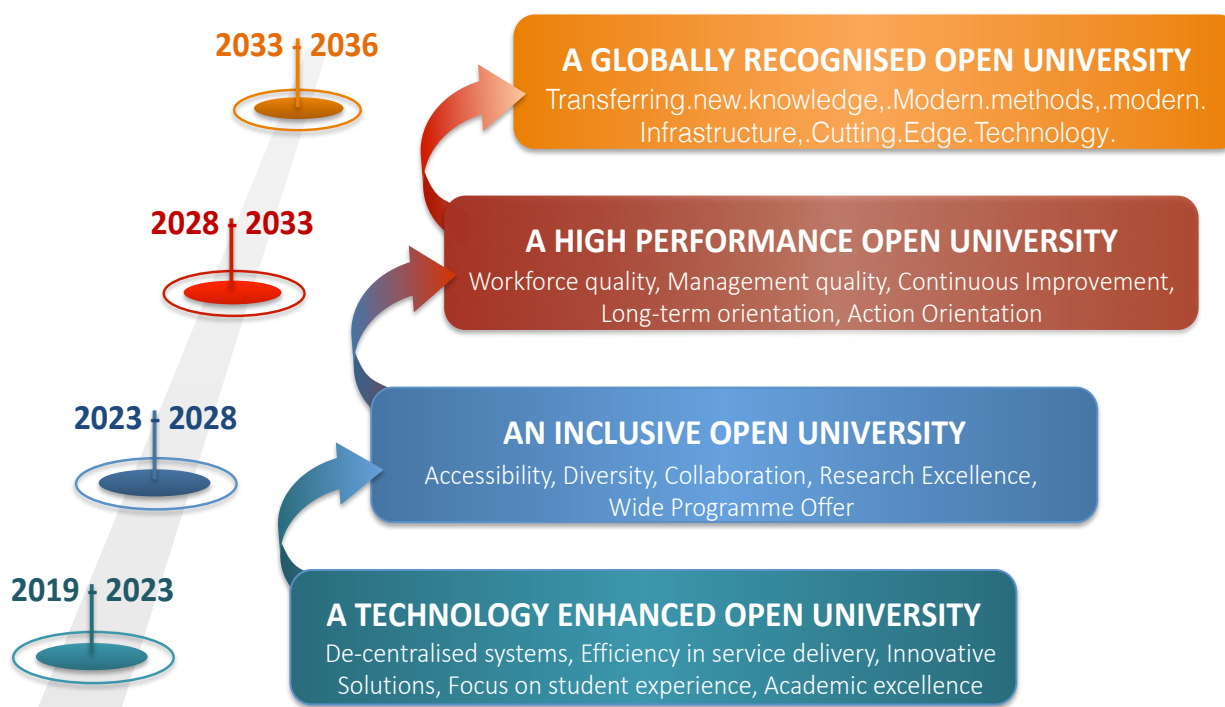 2033 - 2036
A GLOBALLY RECOGNISED OPEN UNIVERSITY
Transferring.new.knowledge,.Modern.methods,.modern.
Infrastructure,.Cutting.Edge.Technology.
2028 - 2033
A HIGH PERFORMANCE OPEN UNIVERSITY
Workforce quality, Management quality, Continuous Improvement,
Long-term orientation, Action Orientation
2023 - 2028
AN INCLUSIVE OPEN UNIVERSITY
Accessibility, Diversity, Collaboration, Research Excellence,
Wide Programme Offer
2019 - 2023
A TECHNOLOGY ENHANCED OPEN UNIVERSITY
De-centralised systems, Efficiency in service delivery, Innovative
Solutions, Focus on student experience, Academic excellence